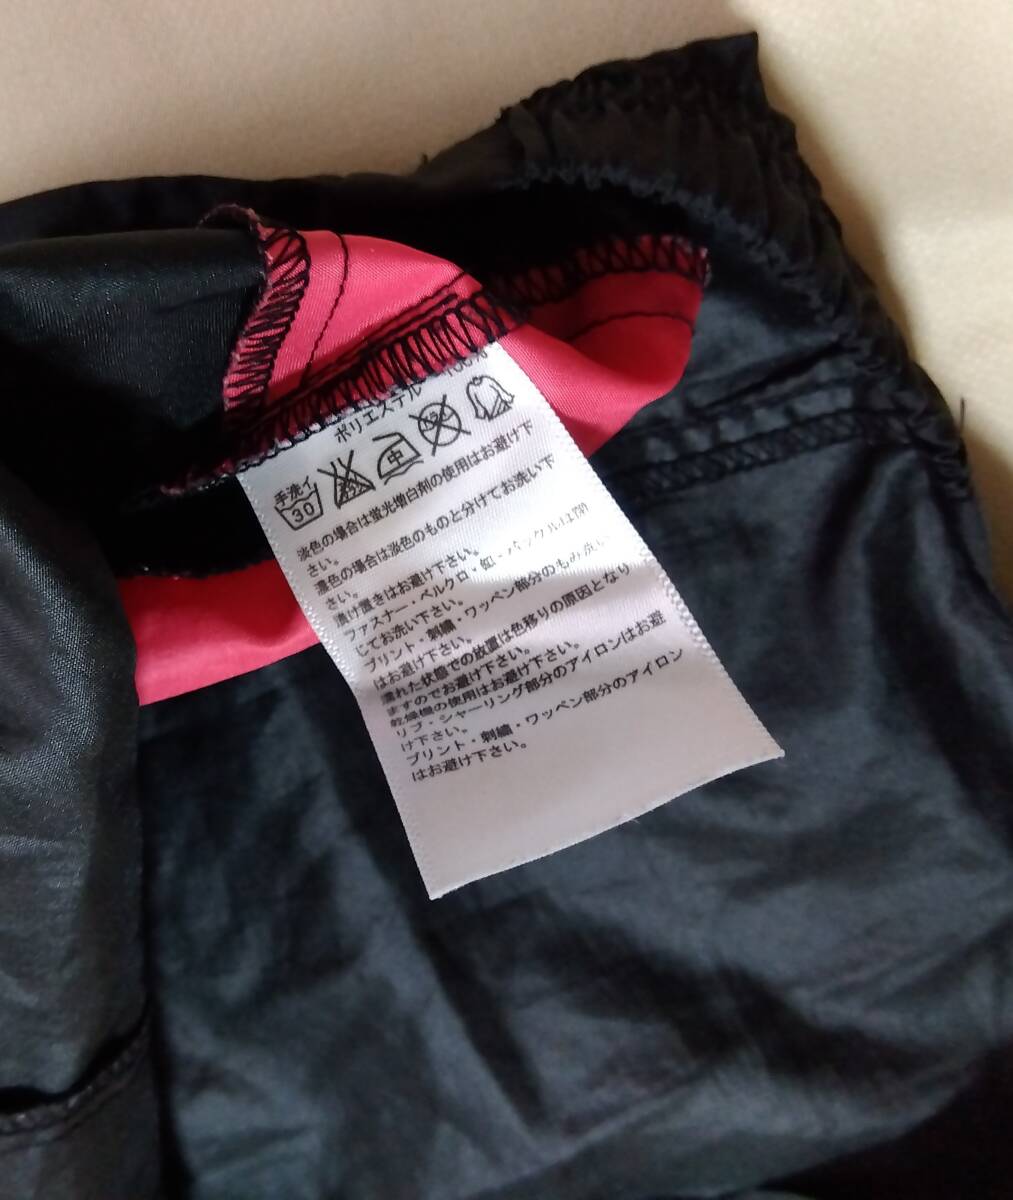 100%
ポリエステル
手洗イ
30
中
淡色の場合は蛍光増白剤の使用はお避け下
さい。
濃色の場合は淡色のものと分けてお洗い下
さい。
漬け置きはお避け下さい。
ファスナー・ベルクロ・釦・バックルは閉
じてお洗い下さい。
プリント・刺繍・ワッペン部分のもみ洗い
はお避け下さい。
濡れた状態での放置は色移りの原因となり
ますのでお避け下さい。
乾燥機の使用はお避け下さい。
リブ・シャーリング部分のアイロンはお避
け下さい。
プリント・刺繍・ワッペン部分のアイロン
はお避け下さい。